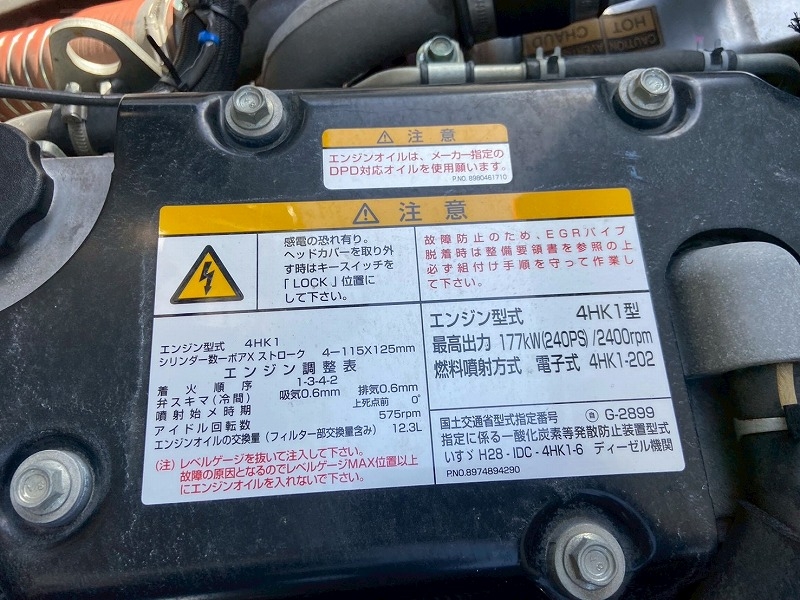 CAUTION
HOT
CHAUD
注意
エンジンオイルは、メーカー指定の
DPD対応オイルを使用願います。
P.NO. 8980461710
注意
感電の恐れ有り。
ヘッドカバーを取り外
す時はキースイッチを
「LOCK」位置に
して下さい。
故障防止のため、EGRパイプ
脱着時は整備要領書を参照の上
必ず組付け手順を守って作業し
て下さい。
エンジン型式 4HK1
シリンダー数ーボアX ストローク 4-115X125mm
エンジン調整表
着火順序 1-3-4-2
弁スキマ(冷間) 吸気0.6mm 排気0.6mm
噴射始メ時期 上死点前 0°
アイドル回転数 575rpm
エンジンオイルの交換量(フィルター部交換量含み) 12.3L
(注)レベルゲージを抜いて注入して下さい。
故障の原因となるのでレベルゲージMAX位置以上
にエンジンオイルを入れないで下さい。
エンジン型式 4HK1型
最高出力 177kW(240PS)/2400rpm
燃料噴射方式 電子式 4HK1-202
国土交通省型式指定番号 G-2899
指定に係る一酸化炭素等発散防止装置型式
いすゞ H28-IDC-4HK1-6 ディーゼル機関
P.NO.8974894290